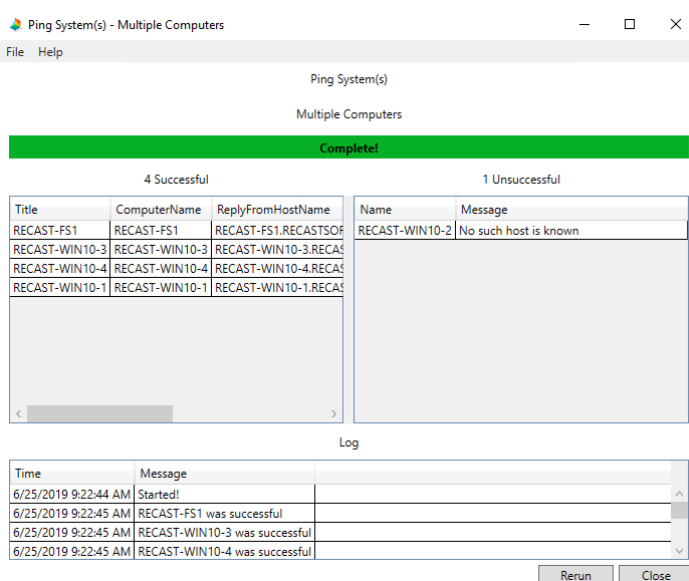 Ping System(s) - Multiple Computers
File Help
Ping System(s)
Multiple Computers
Complete!
4 Successful
1 Unsuccessful
Title ComputerName ReplyFromHostName
RECAST-FS1 RECAST-FS1 RECAST-FS1.RECASTSOF
RECAST-WIN10-3 RECAST-WIN10-3 RECAST-WIN10-3.RECAS
RECAST-WIN10-4 RECAST-WIN10-4 RECAST-WIN10-4.RECAS
RECAST-WIN10-1 RECAST-WIN10-1 RECAST-WIN10-1.RECAS
Name Message
RECAST-WIN10-2 No such host is known
Log
Time Message
6/25/2019 9:22:44 AM Started!
6/25/2019 9:22:45 AM RECAST-FS1 was successful
6/25/2019 9:22:45 AM RECAST-WIN10-3 was successful
6/25/2019 9:22:45 AM RECAST-WIN10-4 was successful
Rerun Close